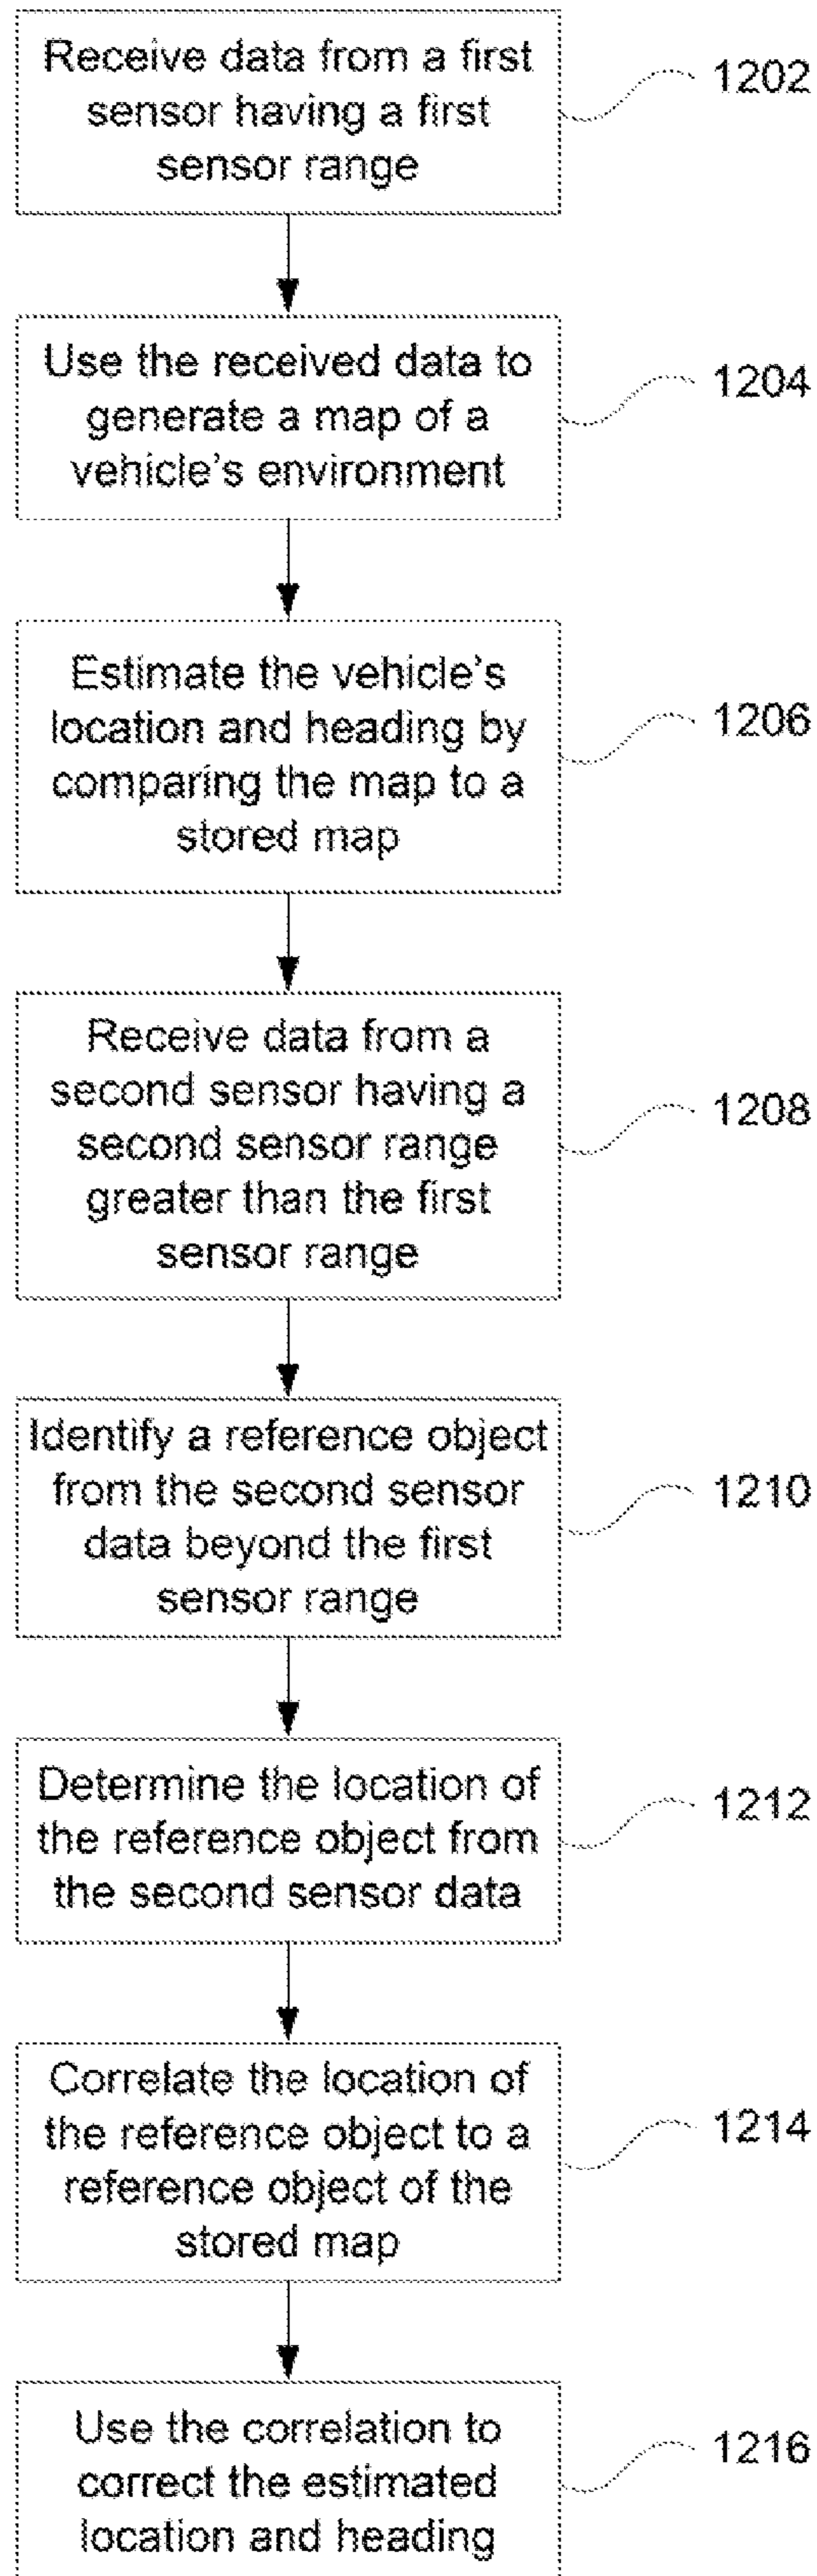 Receive data from a first
sensor having a first
sensor range
1202
Use the received data to
generate a map of a
vehicle's environment
1204
Estimate the vehicle's
location and heading by
comparing the map to a
stored map
1206
Receive data from a
second sensor having a
second sensor range
greater than the first
sensor range
1208
Identify a reference object
from the second sensor
data beyond the first
sensor range
1210
Determine the location of
the reference object from
the second sensor data
1212
Correlate the location of
the reference object to a
reference object of the
stored map
1214
Use the correlation to
correct the estimated
location and heading
1216